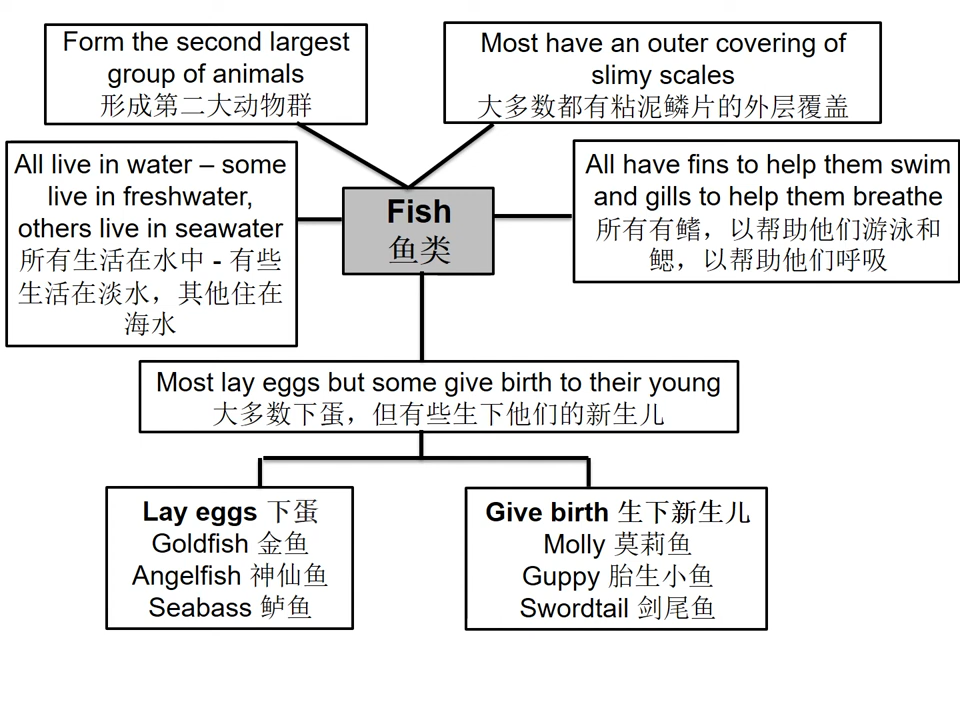 Form the second largest
group of animals
形成第二大动物群
Most have an outer covering of
slimy scales
大多数都有粘泥鳞片的外层覆盖
All live in water – some
live in freshwater,
others live in seawater
所有生活在水中 - 有些
生活在淡水，其他住在
海水
Fish
鱼类
All have fins to help them swim
and gills to help them breathe
所有有鳍，以帮助他们游泳和
鳃，以帮助他们呼吸
Most lay eggs but some give birth to their young
大多数下蛋，但有些生下他们的新生儿
Lay eggs 下蛋
Goldfish 金鱼
Angelfish 神仙鱼
Seabass 鲈鱼
Give birth 生下新生儿
Molly 莫莉鱼
Guppy 胎生小鱼
Swordtail 剑尾鱼